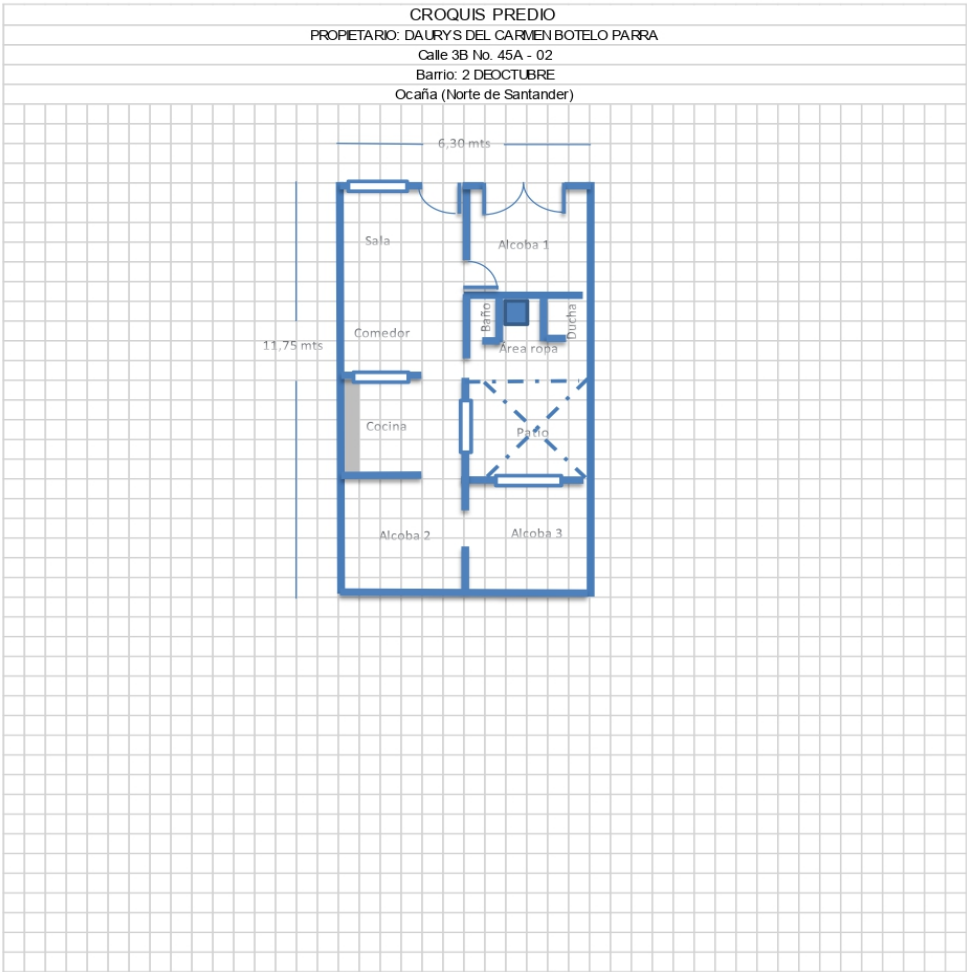 CROQUIS PREDIO
PROPIETARIO: DAURYS DEL CARMEN BOTELO PARRA
Calle 3B No. 45A - 02
Barrio: 2 DEOCTUBRE
Ocaña (Norte de Santander)
6,30 mts
Sala
Alcoba 1
Baño
Ducha
Comedor
11,75 mts
Área ropa
Cocina
Patio
Alcoba 2
Alcoba 3